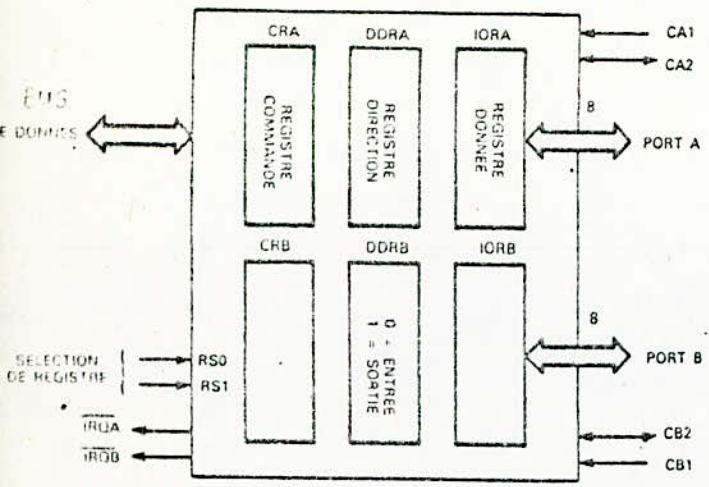 CRA DDRA IORA
CA1
CA2
BUS
E DONNES
REGISTRE
COMMANDE
REGISTRE
DIRECTION
REGISTRE
DONNEE
8
PORT A
CRB DDRB IORB
0 = ENTREE
1 = SORTIE
8
PORT B
SELECTION
DE REGISTRE
RS0
RS1
IRQA
IRQB
CB2
CB1